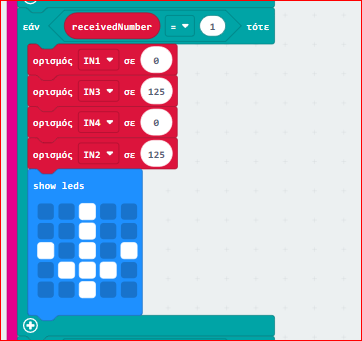 εάν receivedNumber = 1 τότε
ορισμός IN1 σε 0
ορισμός IN3 σε 125
ορισμός IN4 σε 0
ορισμός IN2 σε 125
show leds